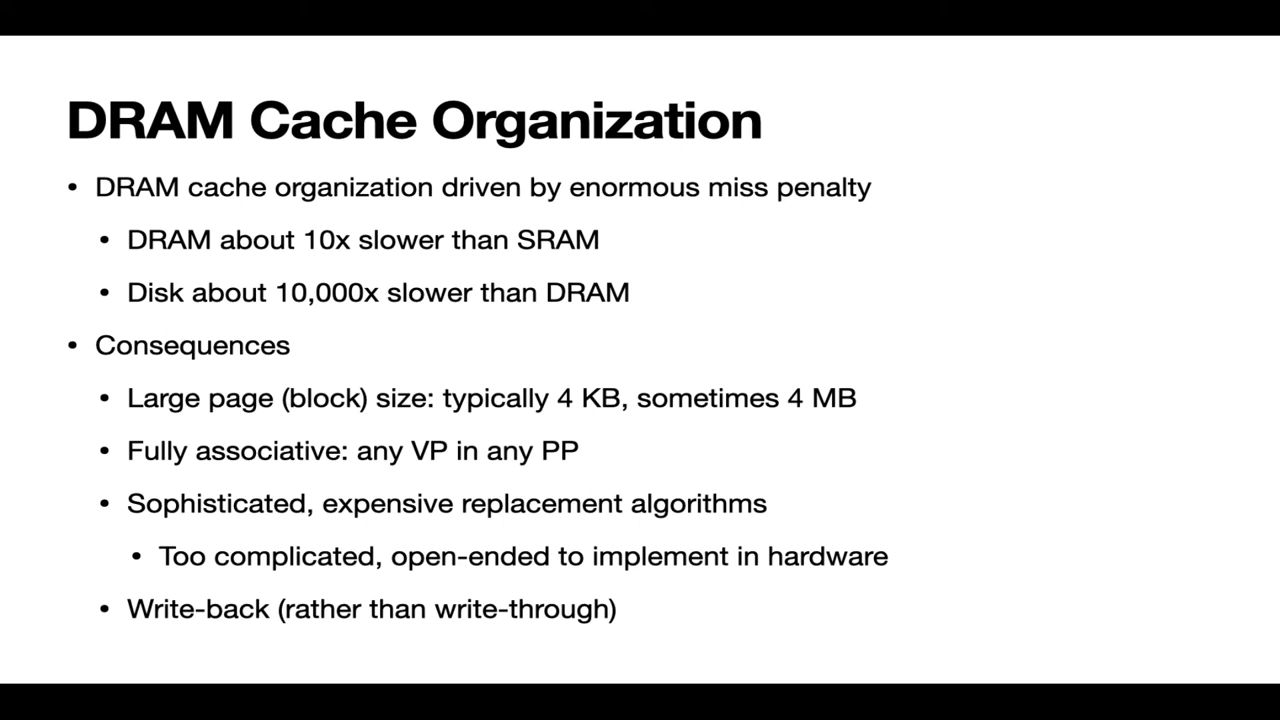 DRAM Cache Organization
• DRAM cache organization driven by enormous miss penalty
• DRAM about 10x slower than SRAM
• Disk about 10,000x slower than DRAM
• Consequences
• Large page (block) size: typically 4 KB, sometimes 4 MB
• Fully associative: any VP in any PP
• Sophisticated, expensive replacement algorithms
• Too complicated, open-ended to implement in hardware
• Write-back (rather than write-through)